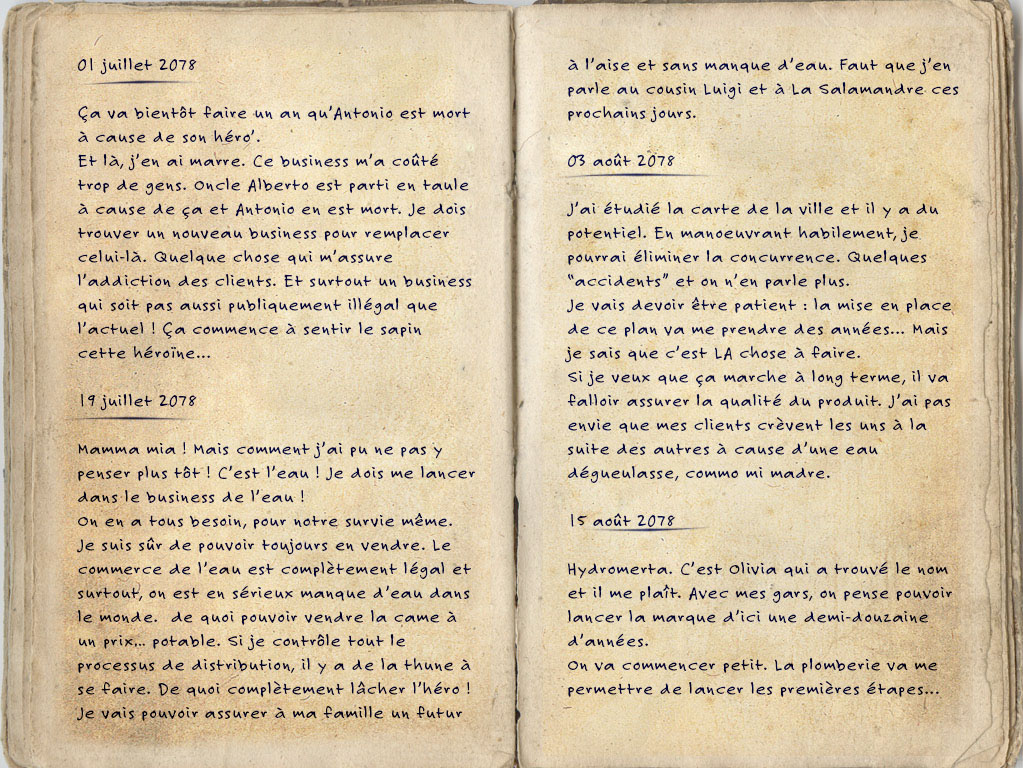 01 juillet 2078
Ça va bientôt faire un an qu'Antonio est mort
à cause de son héro'.
Et là, j'en ai marre. Ce business m'a coûté
trop de gens. Oncle Alberto est parti en taule
à cause de ça et Antonio en est mort. Je dois
trouver un nouveau business pour remplacer
celui-là. Quelque chose qui m'assure
l'addiction des clients. Et surtout un business
qui soit pas aussi publiquement illégal que
l'actuel ! Ça commence à sentir le sapin
cette héroïne...
19 juillet 2078
Mamma mia ! Mais comment j'ai pu ne pas y
penser plus tôt ! C'est l'eau ! Je dois me lancer
dans le business de l'eau !
On en a tous besoin, pour notre survie même.
Je suis sûr de pouvoir toujours en vendre. Le
commerce de l'eau est complètement légal et
surtout, on est en sérieux manque d'eau dans
le monde.  de quoi pouvoir vendre la came à
un prix... potable. Si je contrôle tout le
processus de distribution, il y a de la thune à
se faire. De quoi complètement lâcher l'héro !
Je vais pouvoir assurer à ma famille un futur
à l'aise et sans manque d'eau. Faut que j'en
parle au cousin Luigi et à La Salamandre ces
prochains jours.
03 août 2078
J'ai étudié la carte de la ville et il y a du
potentiel. En manoeuvrant habilement, je
pourrai éliminer la concurrence. Quelques
“accidents” et on n'en parle plus.
Je vais devoir être patient : la mise en place
de ce plan va me prendre des années... Mais
je sais que c'est LA chose à faire.
Si je veux que ça marche à long terme, il va
falloir assurer la qualité du produit. J'ai pas
envie que mes clients crèvent les uns à la
suite des autres à cause d'une eau
dégueulasse, commo mi madre.
15 août 2078
Hydromerta. C'est Olivia qui a trouvé le nom
et il me plaît. Avec mes gars, on pense pouvoir
lancer la marque d'ici une demi-douzaine
d'années.
On va commencer petit. La plomberie va me
permettre de lancer les premières étapes...